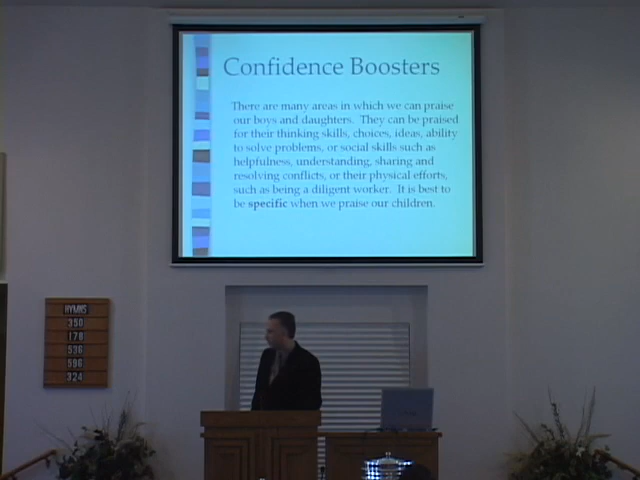 Confidence Boosters
There are many areas in which we can praise
our boys and daughters. They can be praised
for their thinking skills, choices, ideas, ability
to solve problems, or social skills such as
helpfulness, understanding, sharing and
resolving conflicts, or their physical efforts,
such as being a diligent worker. It is best to
be specific when we praise our children.
HYMNS
350
178
596
586
324